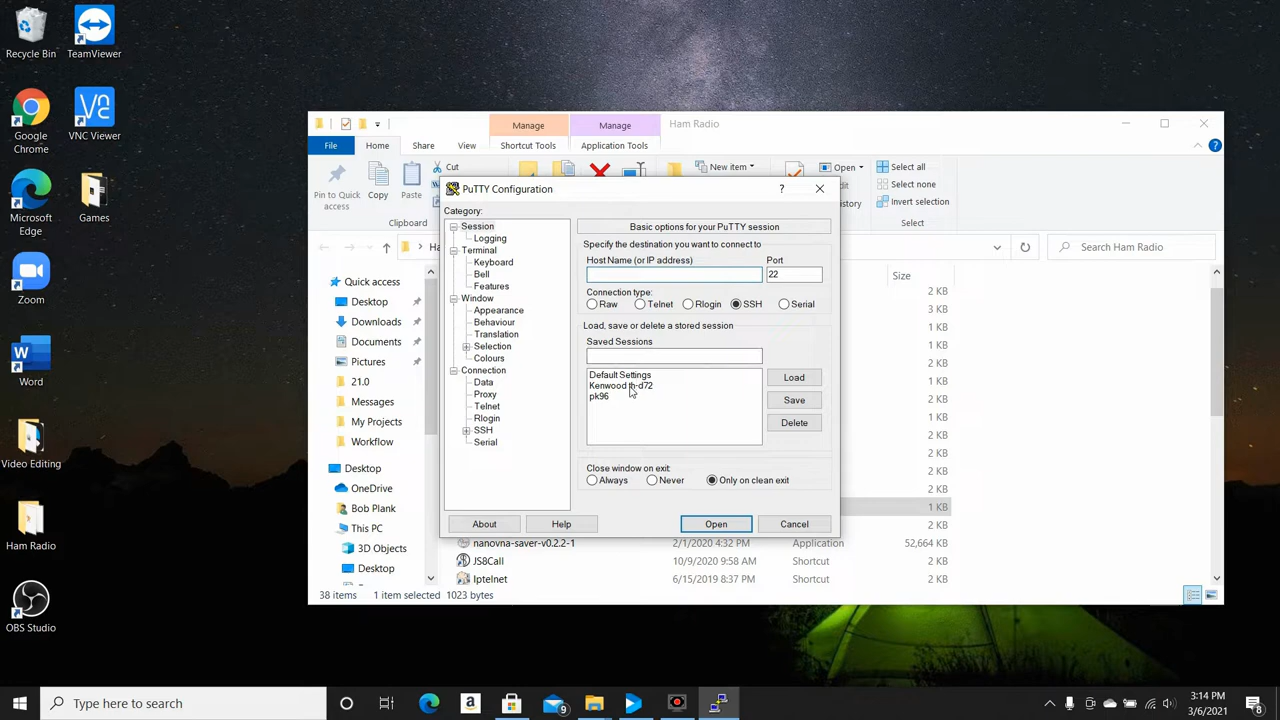 Recycle Bin
TeamViewer
Google
Chrome
VNC Viewer
Microsoft
Edge
Games
Zoom
Word
Video Editing
Ham Radio
OBS Studio
Manage
Manage
Ham Radio
File
Home
Share
View
Shortcut Tools
Application Tools
Pin to Quick
access
Copy
Paste
Cut
Clipboard
New item
Open
Select all
Select none
Invert selection
Select
Search Ham Radio
Quick access
Desktop
Downloads
Documents
Pictures
21.0
Messages
My Projects
Workflow
Desktop
OneDrive
Bob Plank
This PC
3D Objects
Desktop
PuTTY Configuration
?
Category:
Session
Logging
Terminal
Keyboard
Bell
Features
Window
Appearance
Behaviour
Translation
Selection
Colours
Connection
Data
Proxy
Telnet
Rlogin
SSH
Serial
Basic options for your PuTTY session
Specify the destination you want to connect to
Host Name (or IP address)
Port
22
Connection type:
Raw
Telnet
Rlogin
SSH
Serial
Load, save or delete a stored session
Saved Sessions
Default Settings
Kenwood th-d72
pk96
Load
Save
Delete
Close window on exit:
Always
Never
Only on clean exit
About
Help
Open
Cancel
Size
2 KB
3 KB
1 KB
1 KB
1 KB
2 KB
2 KB
2 KB
2 KB
2 KB
2 KB
2 KB
1 KB
2 KB
nanovna-saver-v0.2.2-1 2/1/2020 4:32 PM Application 52,664 KB
JS8Call 10/9/2020 9:58 AM Shortcut 2 KB
Iptelnet 6/15/2019 8:37 PM Shortcut 2 KB
38 items 1 item selected 1023 bytes
Type here to search
9
3:14 PM
3/6/2021
8